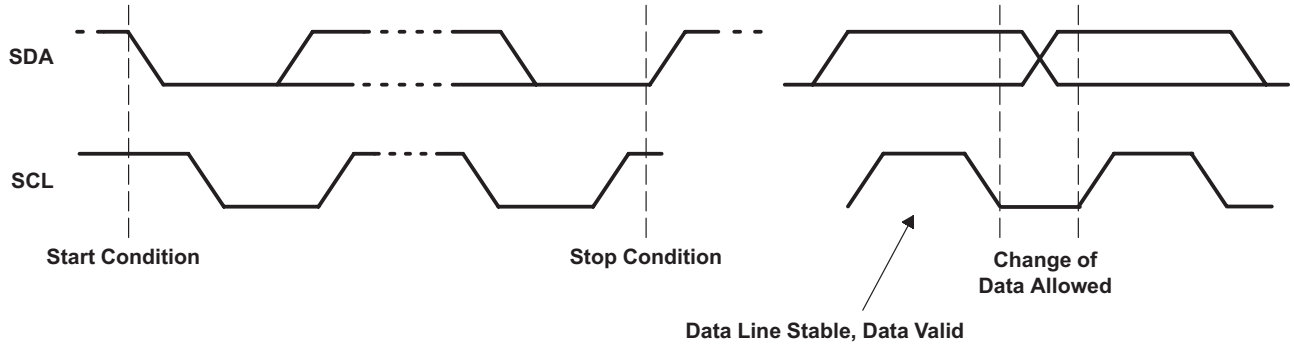 SDA
SCL
Start Condition
Stop Condition
Change of
Data Allowed
Data Line Stable, Data Valid